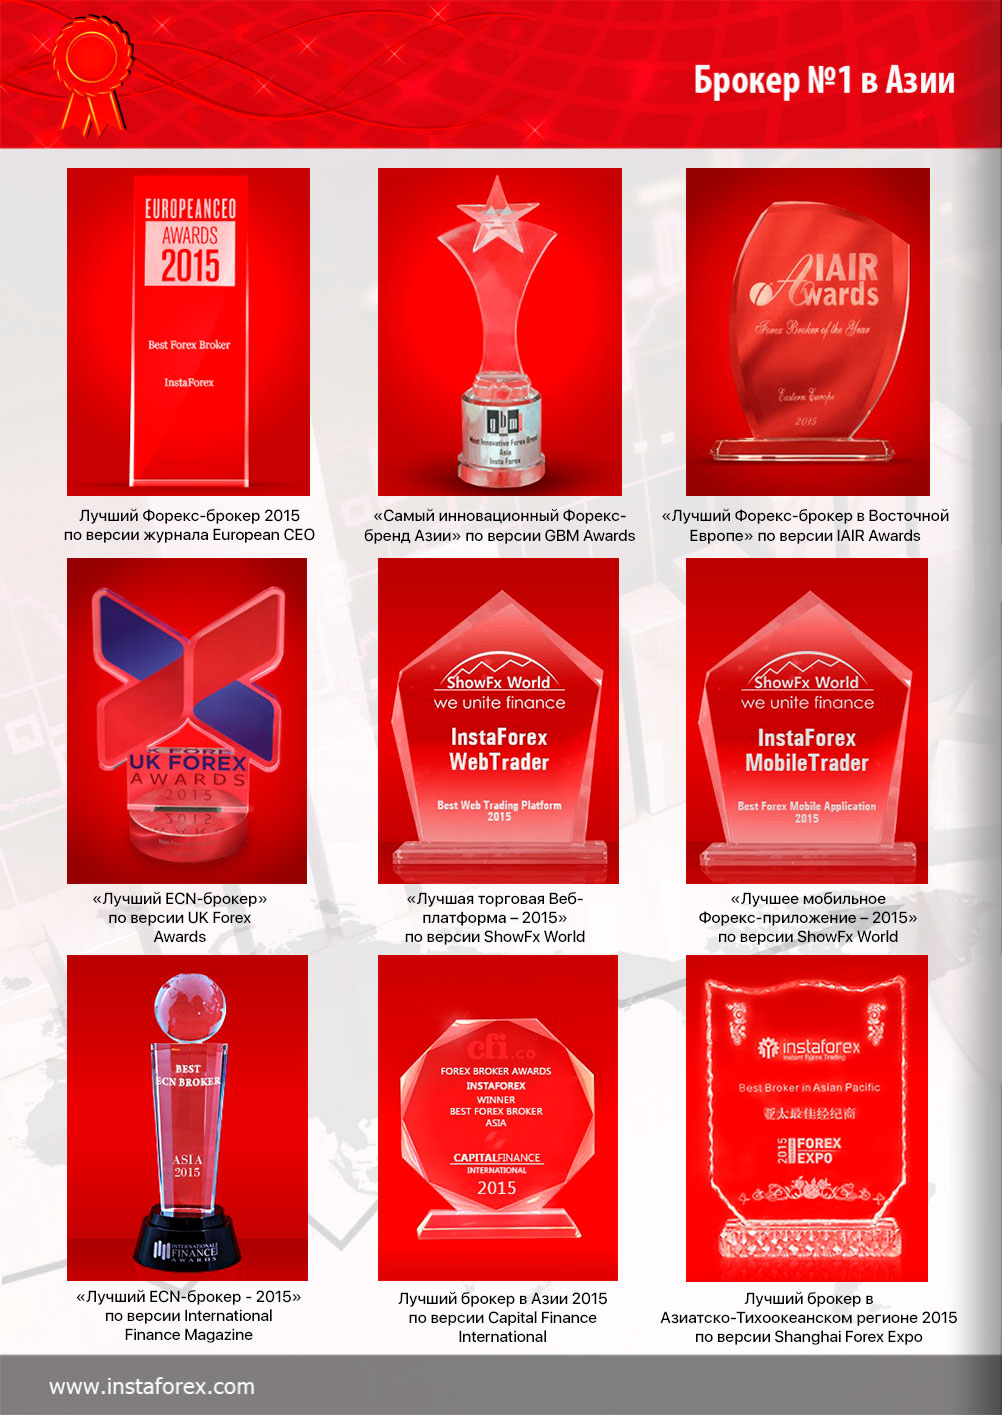 Брокер №1 в Азии
EUROPEANCEO
AWARDS
2015
Best Forex Broker
InstaForex
gbm
Most Innovative Forex Brand
Asia
Insta Forex
IAIR
Awards
Forex Broker of the Year
Eastern Europe
2015
Лучший Форекс-брокер 2015
по версии журнала European CEO
«Самый инновационный Форекс-
бренд Азии» по версии GBM Awards
«Лучший Форекс-брокер в Восточной
Европе» по версии IAIR Awards
UK FOREX
AWARDS
2015
ShowFx World
we unite finance
InstaForex
WebTrader
Best Web Trading Platform
2015
ShowFx World
we unite finance
InstaForex
MobileTrader
Best Forex Mobile Application
2015
«Лучший ECN-брокер»
по версии UK Forex
Awards
«Лучшая торговая Веб-
платформа – 2015»
по версии ShowFx World
«Лучшее мобильное
Форекс-приложение – 2015»
по версии ShowFx World
BEST
ECN BROKER
ASIA
2015
INTERNATIONAL
FINANCE
AWARDS
cfi.co
FOREX BROKER AWARDS
INSTAFOREX
WINNER
BEST FOREX BROKER
ASIA
CAPITALFINANCE
INTERNATIONAL
2015
instaforex
Instant Forex Trading
Best Broker in Asian Pacific
亚太最佳经纪商
2015 FOREX
EXPO
«Лучший ECN-брокер - 2015»
по версии International
Finance Magazine
Лучший брокер в Азии 2015
по версии Capital Finance
International
Лучший брокер в
Азиатско-Тихоокеанском регионе 2015
по версии Shanghai Forex Expo
www.instaforex.com